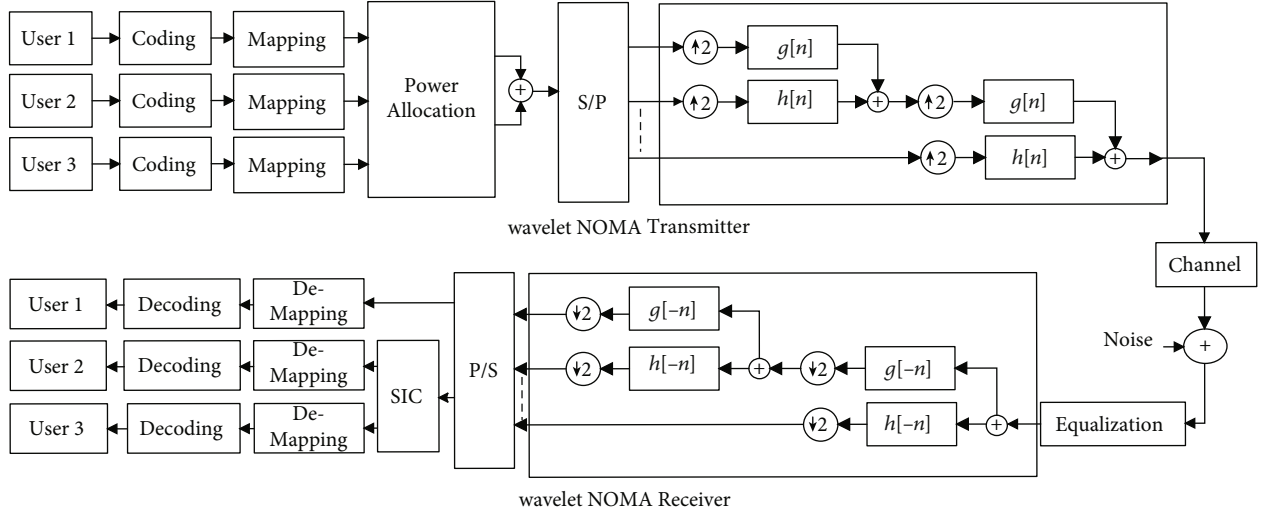 User 1 Coding Mapping
User 2 Coding Mapping
User 3 Coding Mapping
Power
Allocation
+
S/P
↑2 g[n]
↑2 h[n] + ↑2 g[n]
↑2 h[n] +
wavelet NOMA Transmitter
Channel
Noise +
Equalization
User 1 Decoding De-
Mapping
User 2 Decoding De-
Mapping
User 3 Decoding De-
Mapping
SIC
P/S
↓2 g[–n]
↓2 h[–n] + ↓2 g[–n]
↓2 h[–n] +
wavelet NOMA Receiver